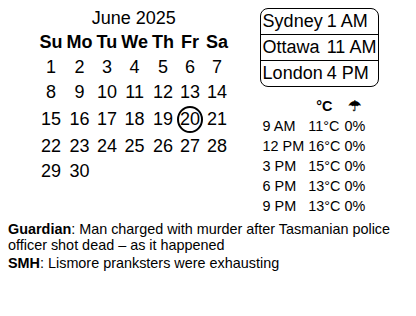 June 2025
Su Mo Tu We Th Fr Sa
1 2 3 4 5 6 7
8 9 10 11 12 13 14
15 16 17 18 19 20 21
22 23 24 25 26 27 28
29 30
Sydney 1 AM
Ottawa 11 AM
London 4 PM
°C ☂
9 AM 11°C 0%
12 PM 16°C 0%
3 PM 15°C 0%
6 PM 13°C 0%
9 PM 13°C 0%
Guardian: Man charged with murder after Tasmanian police
officer shot dead – as it happened
SMH: Lismore pranksters were exhausting